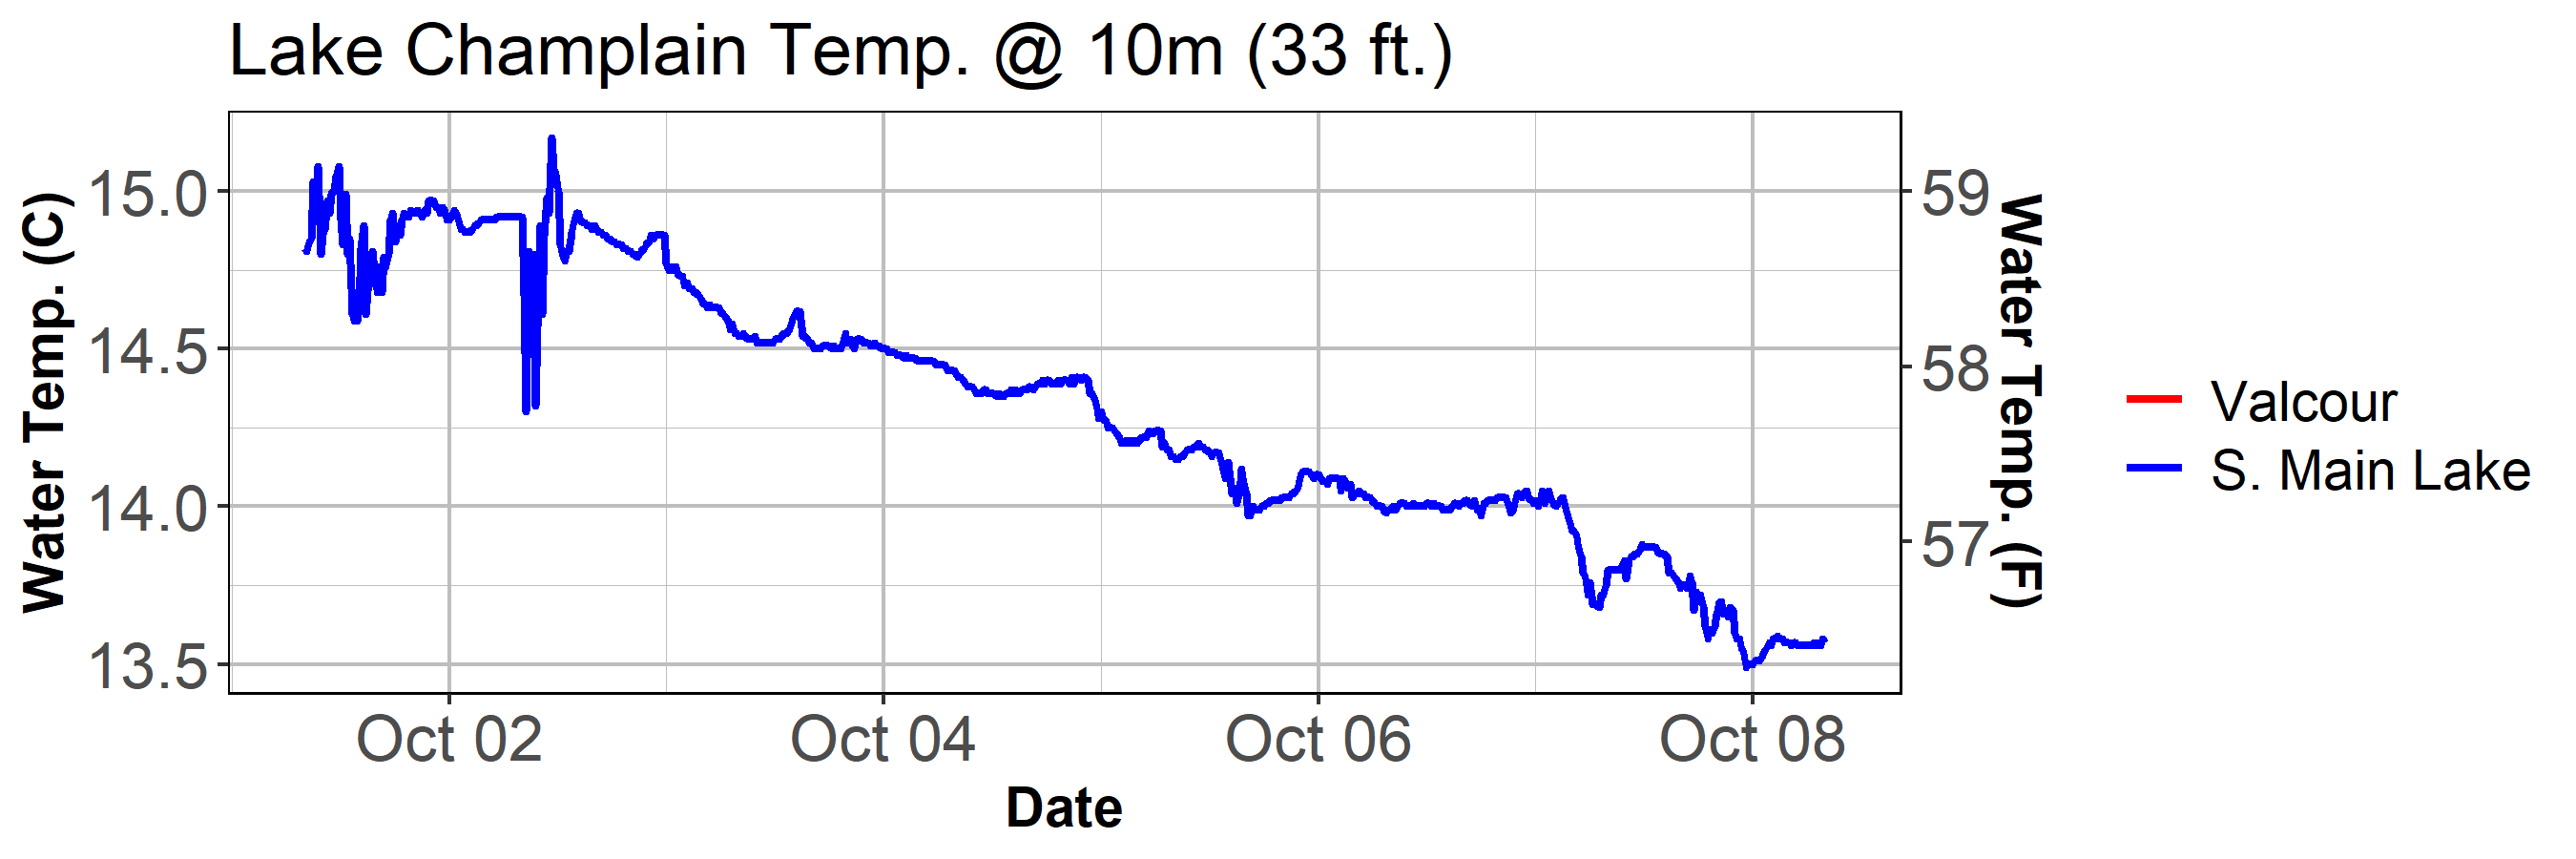 Lake Champlain Temp. @ 10m (33 ft.)
Water Temp. (C)
15.0
14.5
14.0
13.5
59
58
57
Water Temp. (F)
Oct 02
Oct 04
Oct 06
Oct 08
Date
Valcour
S. Main Lake